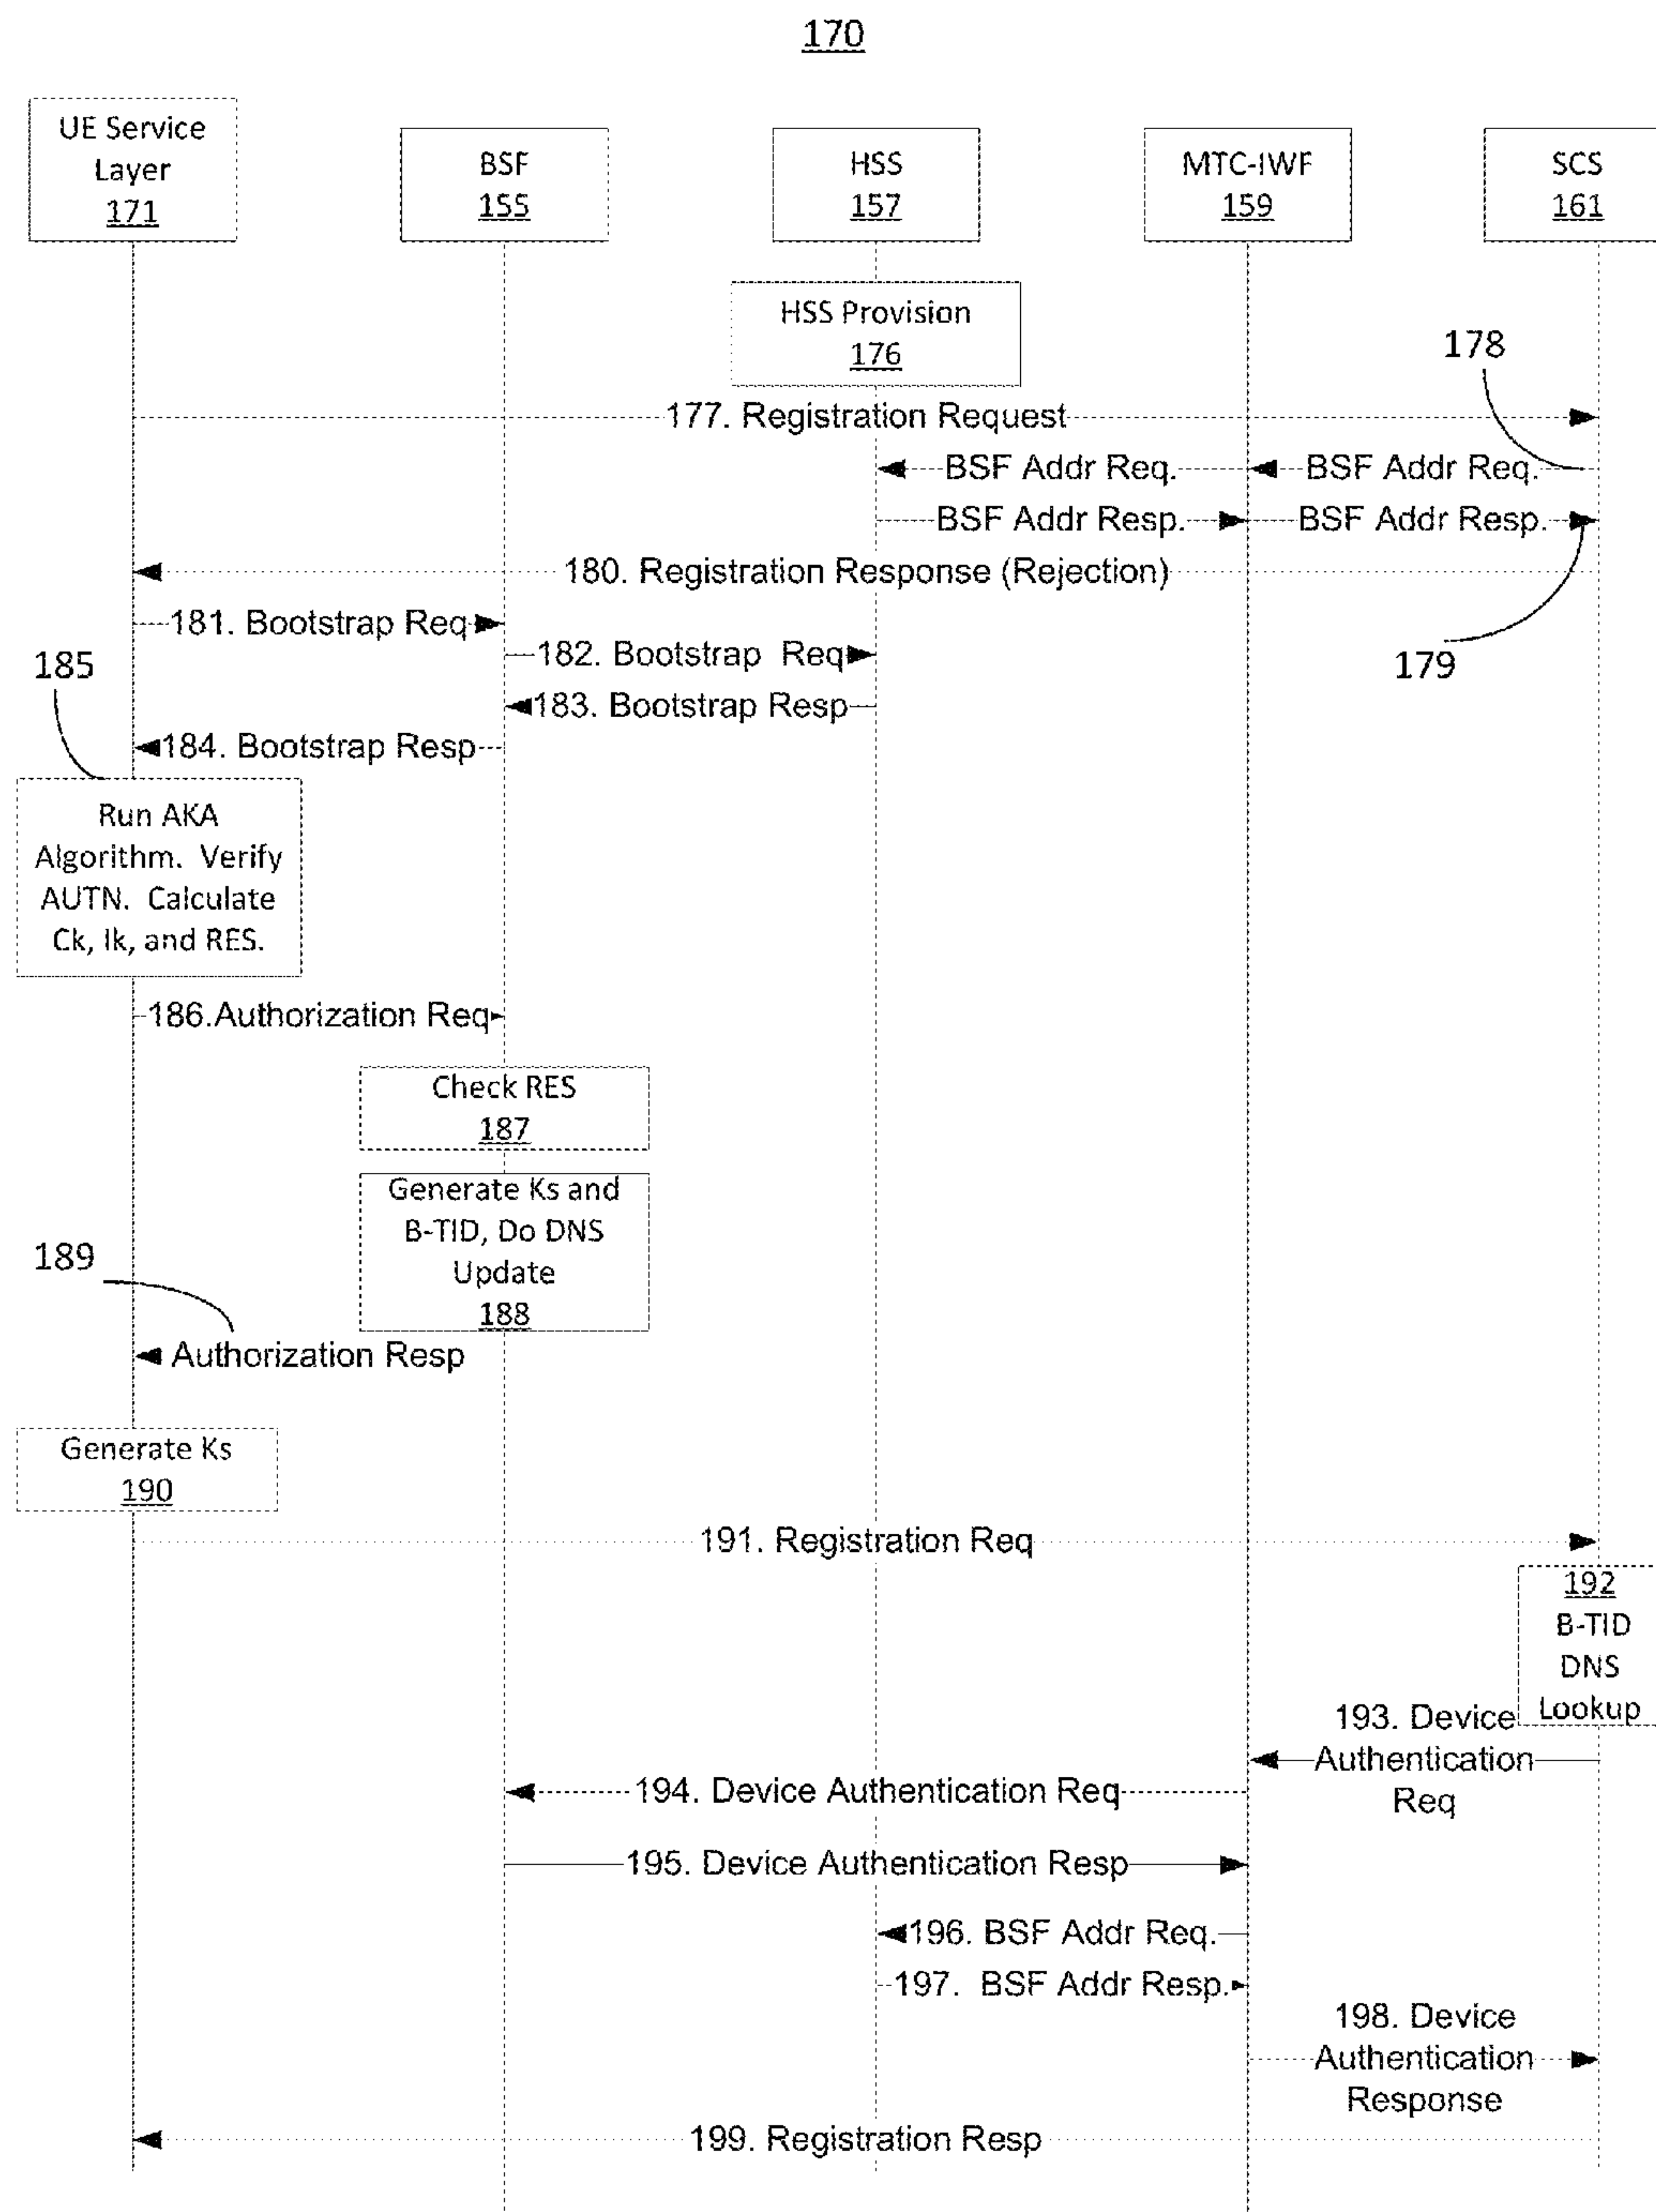 170
UE Service
Layer
171
BSF
155
HSS
157
MTC-IWF
159
SCS
161
HSS Provision
176
178
177. Registration Request
BSF Addr Req.
BSF Addr Req.
BSF Addr Resp.
BSF Addr Resp.
180. Registration Response (Rejection)
181. Bootstrap Req
182. Bootstrap Req
185
179
183. Bootstrap Resp
184. Bootstrap Resp
Run AKA
Algorithm. Verify
AUTN. Calculate
Ck, Ik, and RES.
186.Authorization Req
Check RES
187
Generate Ks and
B-TID, Do DNS
Update
188
189
Authorization Resp
Generate Ks
190
191. Registration Req
192
B-TID
DNS
Lookup
193. Device
Authentication
Req
194. Device Authentication Req
195. Device Authentication Resp
196. BSF Addr Req.
197. BSF Addr Resp.
198. Device
Authentication
Response
199. Registration Resp